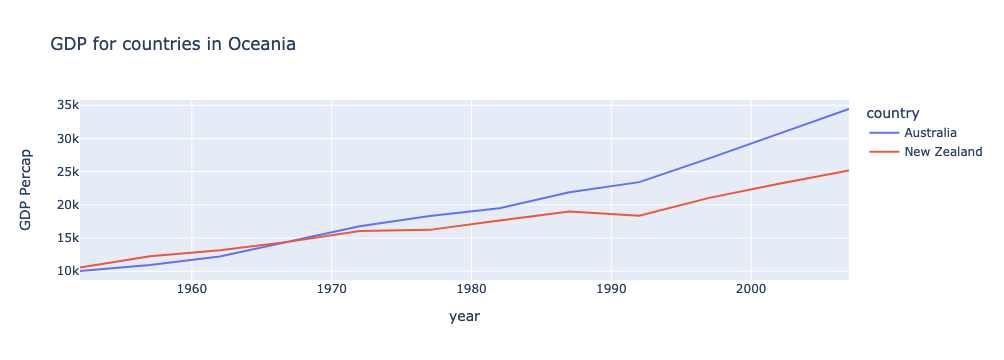 GDP for countries in Oceania
35k
30k
25k
20k
15k
10k
GDP Percap
1960 1970 1980 1990 2000
year
country
Australia
New Zealand